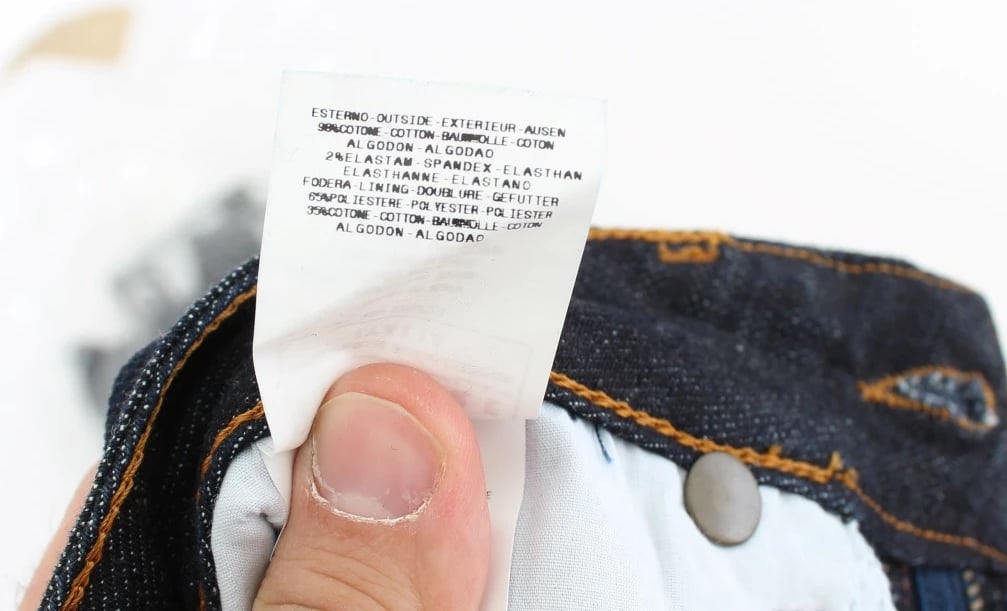 ESTERNO-OUTSIDE-EXTERIEUR-AUSEN
98%COTONE-COTTON-BAUMWOLLE-COTON
ALGODON-ALGODAO
2%ELASTAM-SPANDEX-ELASTHAN
ELASTHANNE-ELASTANO
FODERA-LINING-DOUBLURE-GEFUTTER
65%POLIESTERE-POLYESTER-POLIESTER
35%COTONE-COTTON-BAUMWOLLE-COTON
ALGODON-ALGODAO